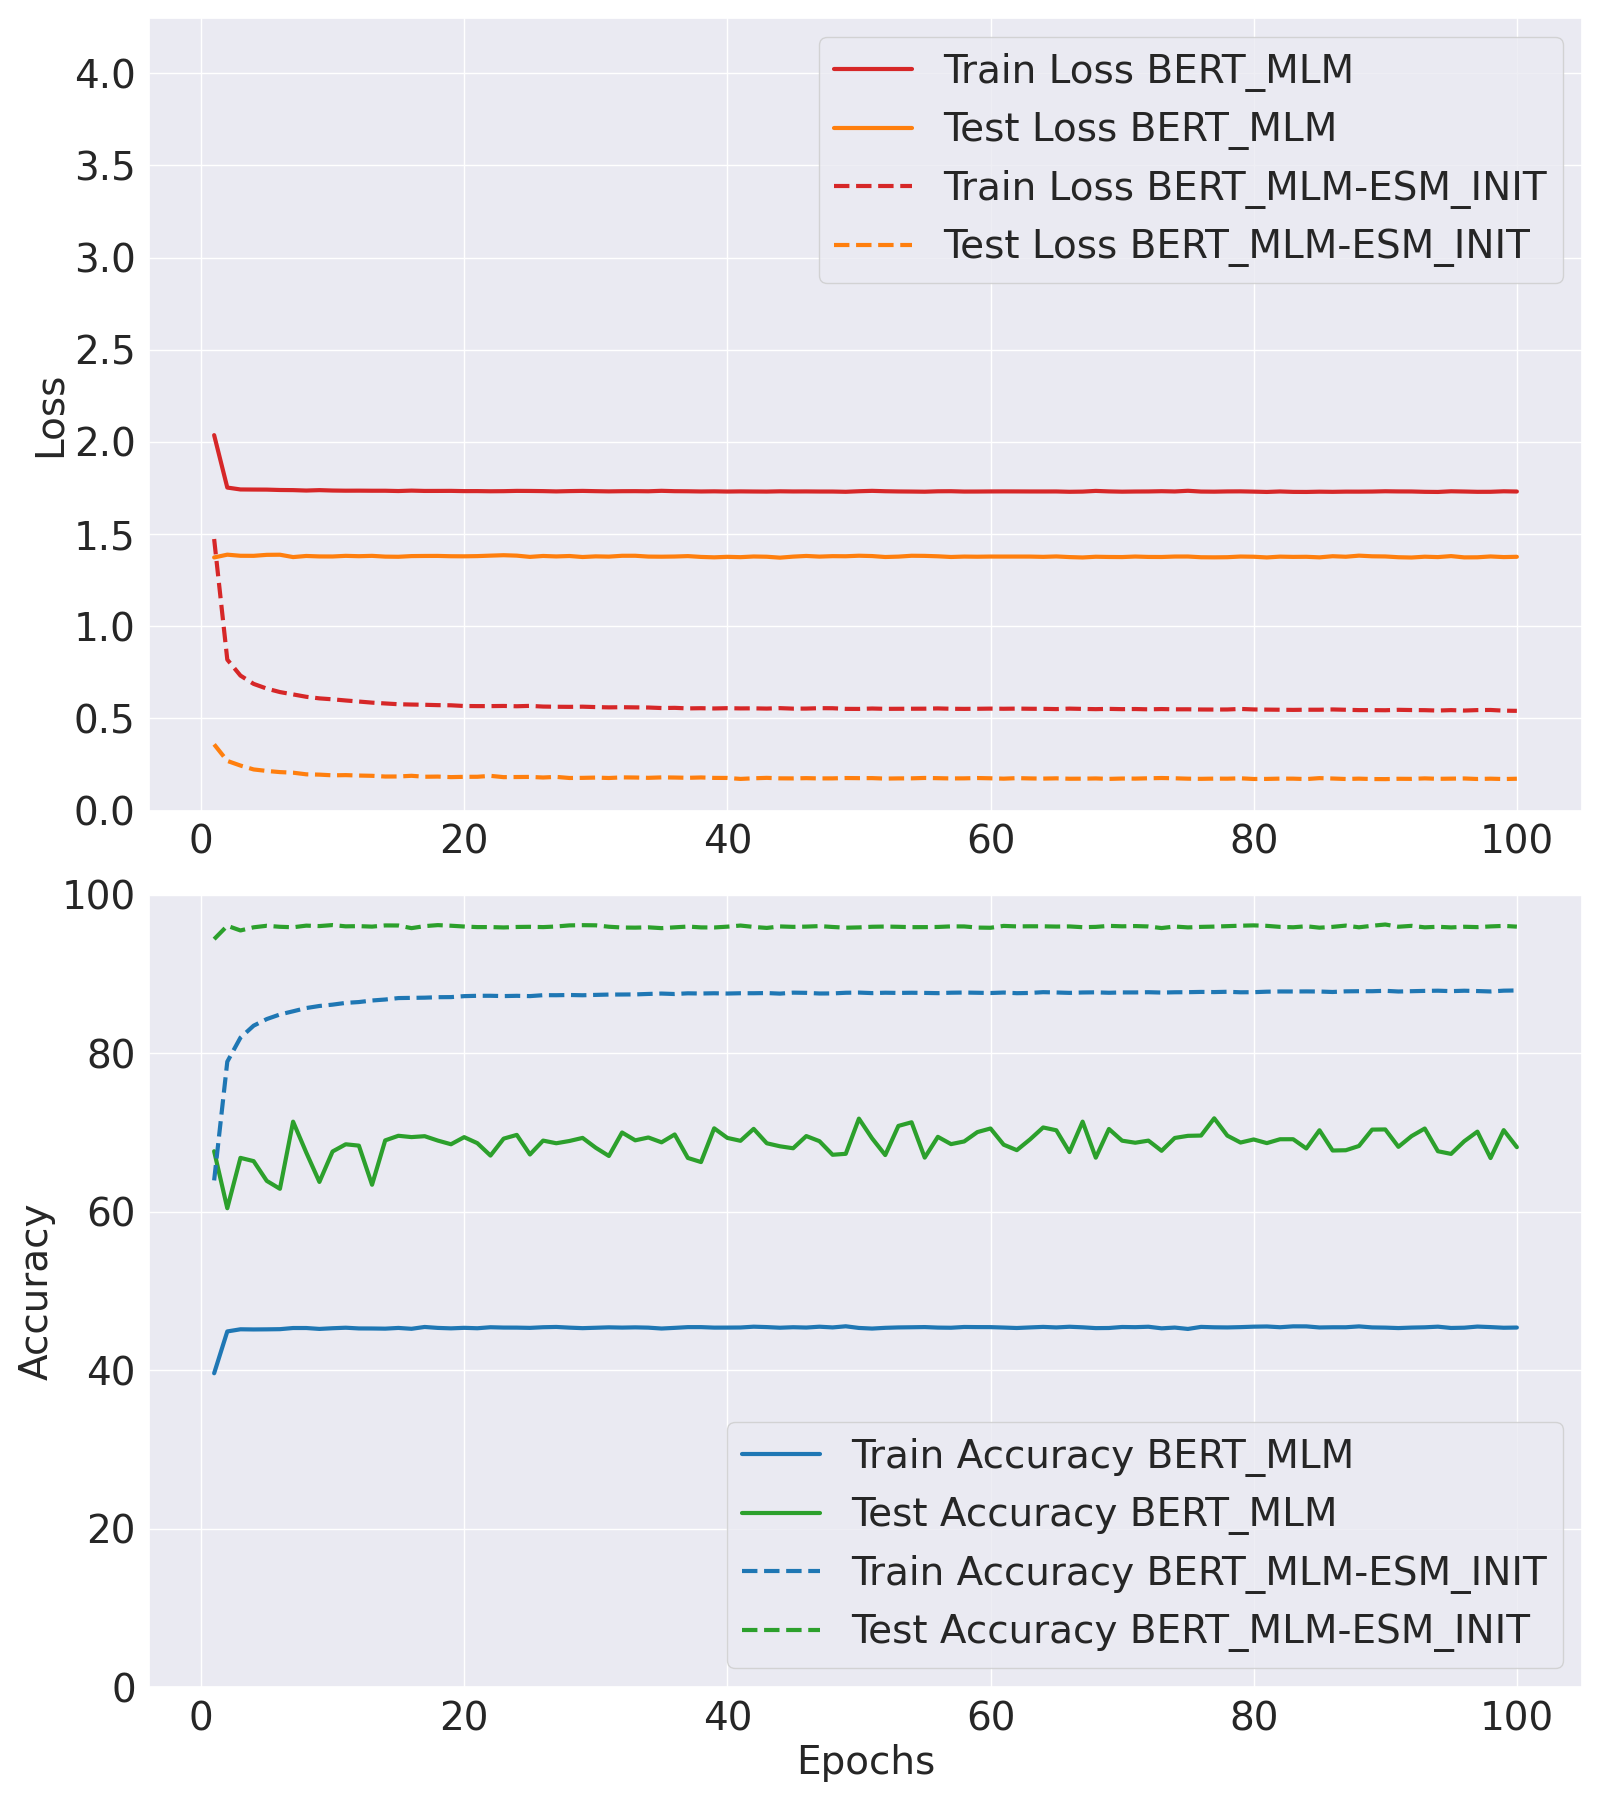 4.0
3.5
3.0
2.5
2.0
1.5
1.0
0.5
0.0
Loss
Train Loss BERT_MLM
Test Loss BERT_MLM
Train Loss BERT_MLM-ESM_INIT
Test Loss BERT_MLM-ESM_INIT
0 20 40 60 80 100
100
80
60
40
20
0
Accuracy
Train Accuracy BERT_MLM
Test Accuracy BERT_MLM
Train Accuracy BERT_MLM-ESM_INIT
Test Accuracy BERT_MLM-ESM_INIT
0 20 40 60 80 100
Epochs